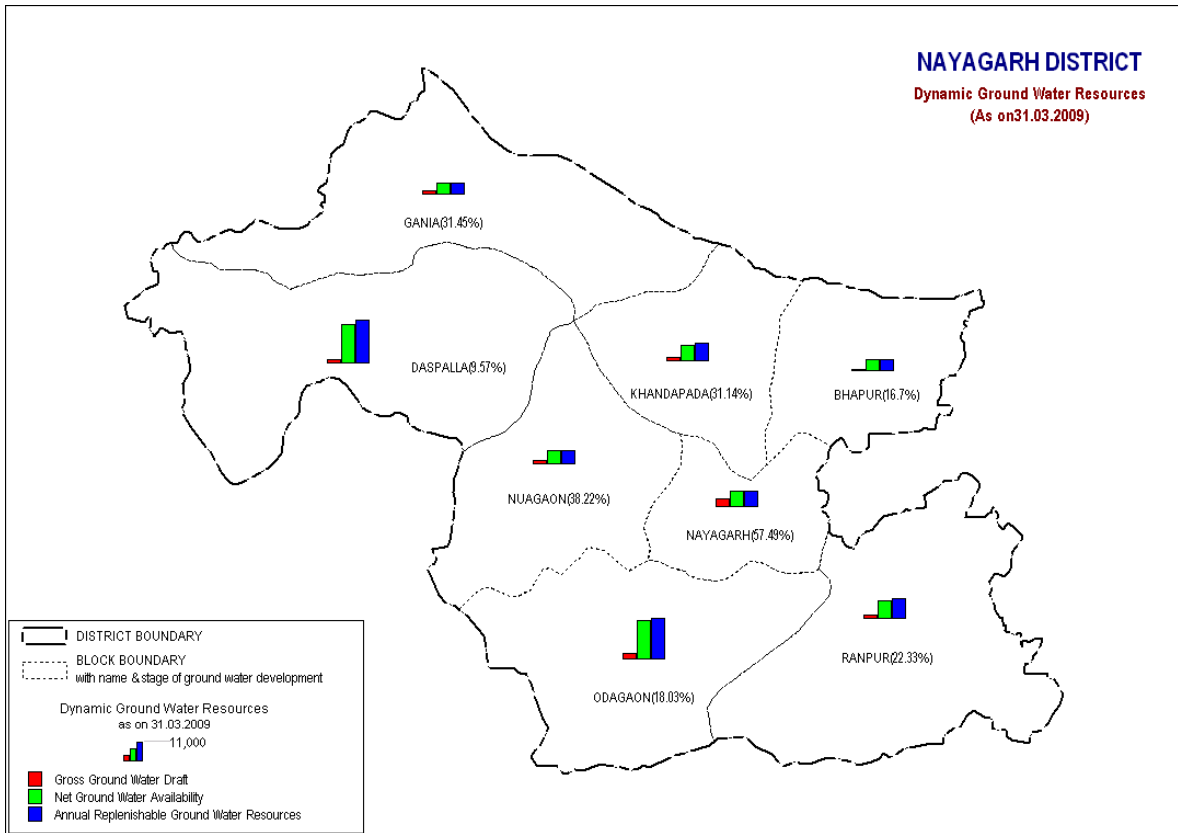 NAYAGARH DISTRICT
Dynamic Ground Water Resources
(As on31.03.2009)
GANIA(31.45%)
DASPALLA(9.57%)
KHANDAPADA(31.14%)
BHAPUR(16.7%)
NUAGAON(38.22%)
NAYAGARH(57.49%)
RANPUR(22.33%)
ODAGAON(18.03%)
DISTRICT BOUNDARY
BLOCK BOUNDARY
with name & stage of ground water development
Dynamic Ground Water Resources
as on 31.03.2009
11,000
Gross Ground Water Draft
Net Ground Water Availability
Annual Replenishable Ground Water Resources